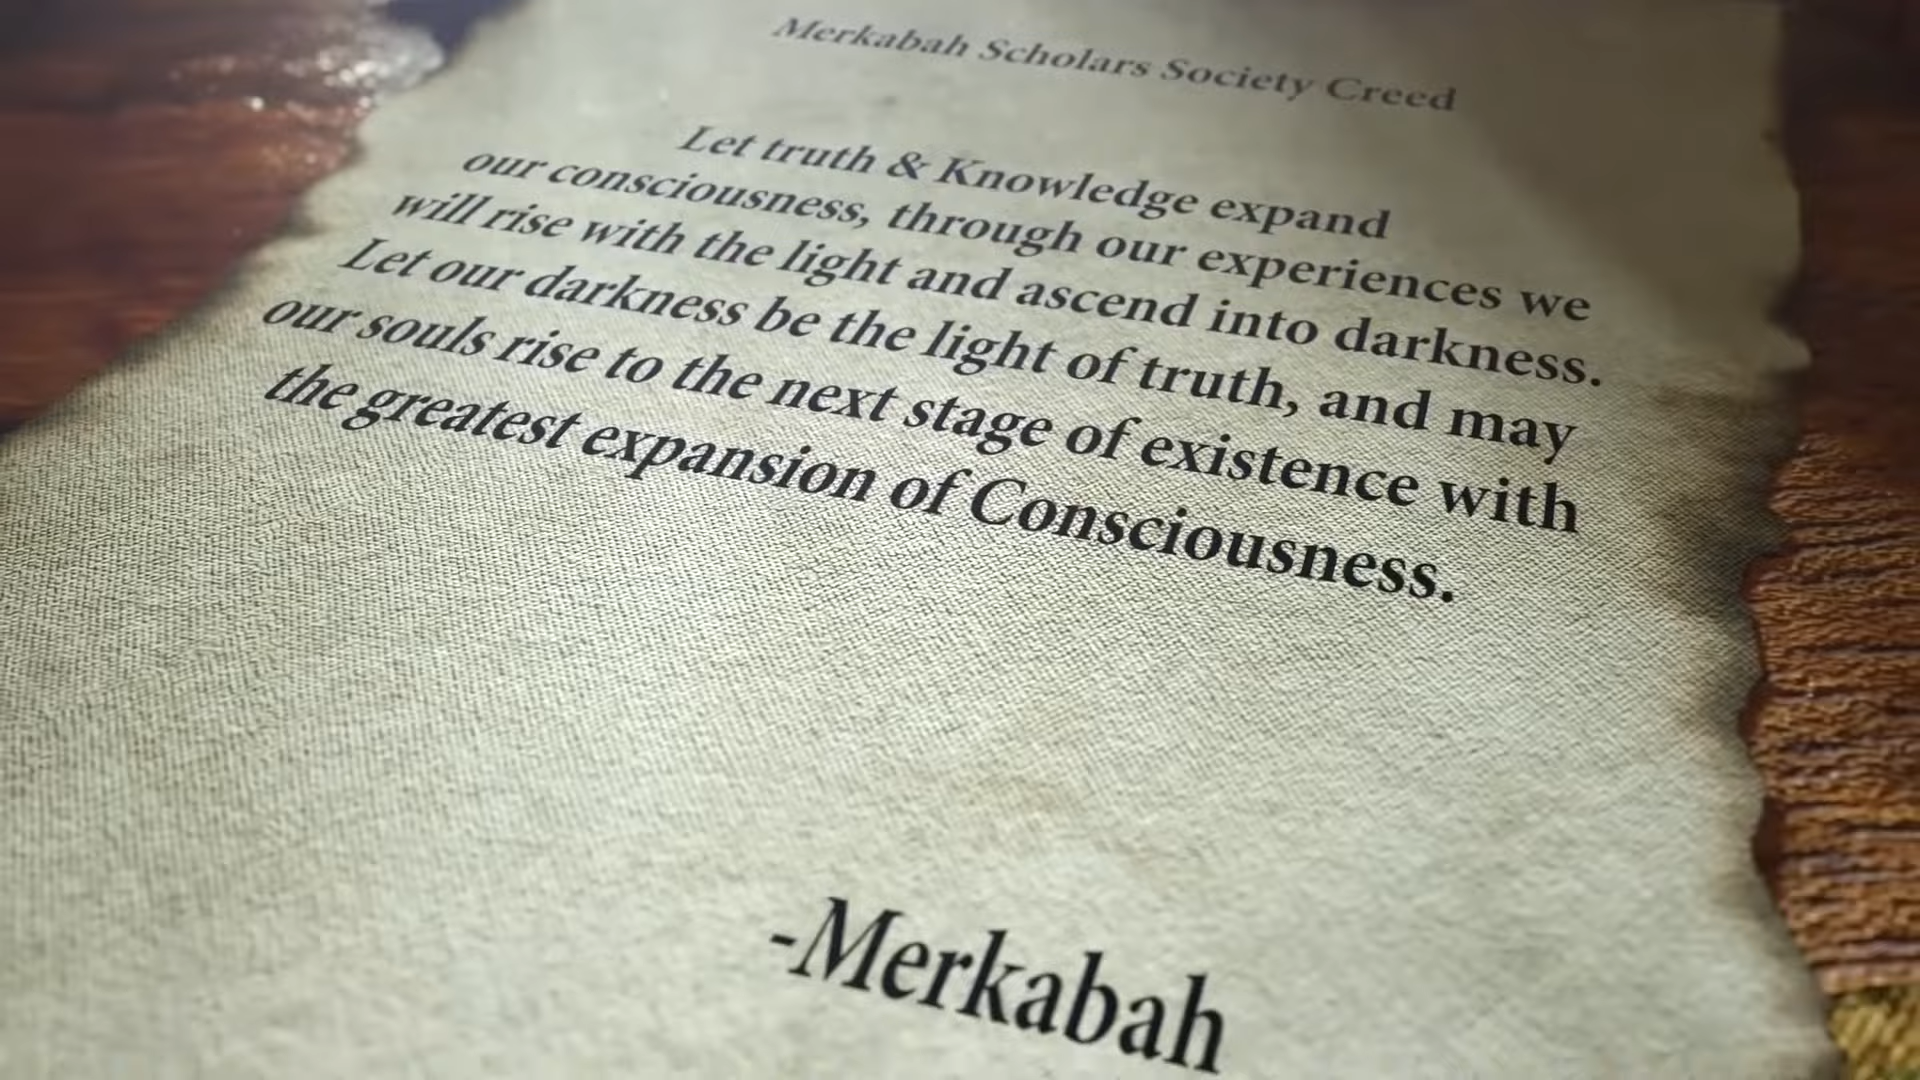 Merkabah Scholars Society Creed
Let truth & Knowledge expand
our consciousness, through our experiences we
will rise with the light and ascend into darkness.
Let our darkness be the light of truth, and may
our souls rise to the next stage of existence with
the greatest expansion of Consciousness.
-Merkabah